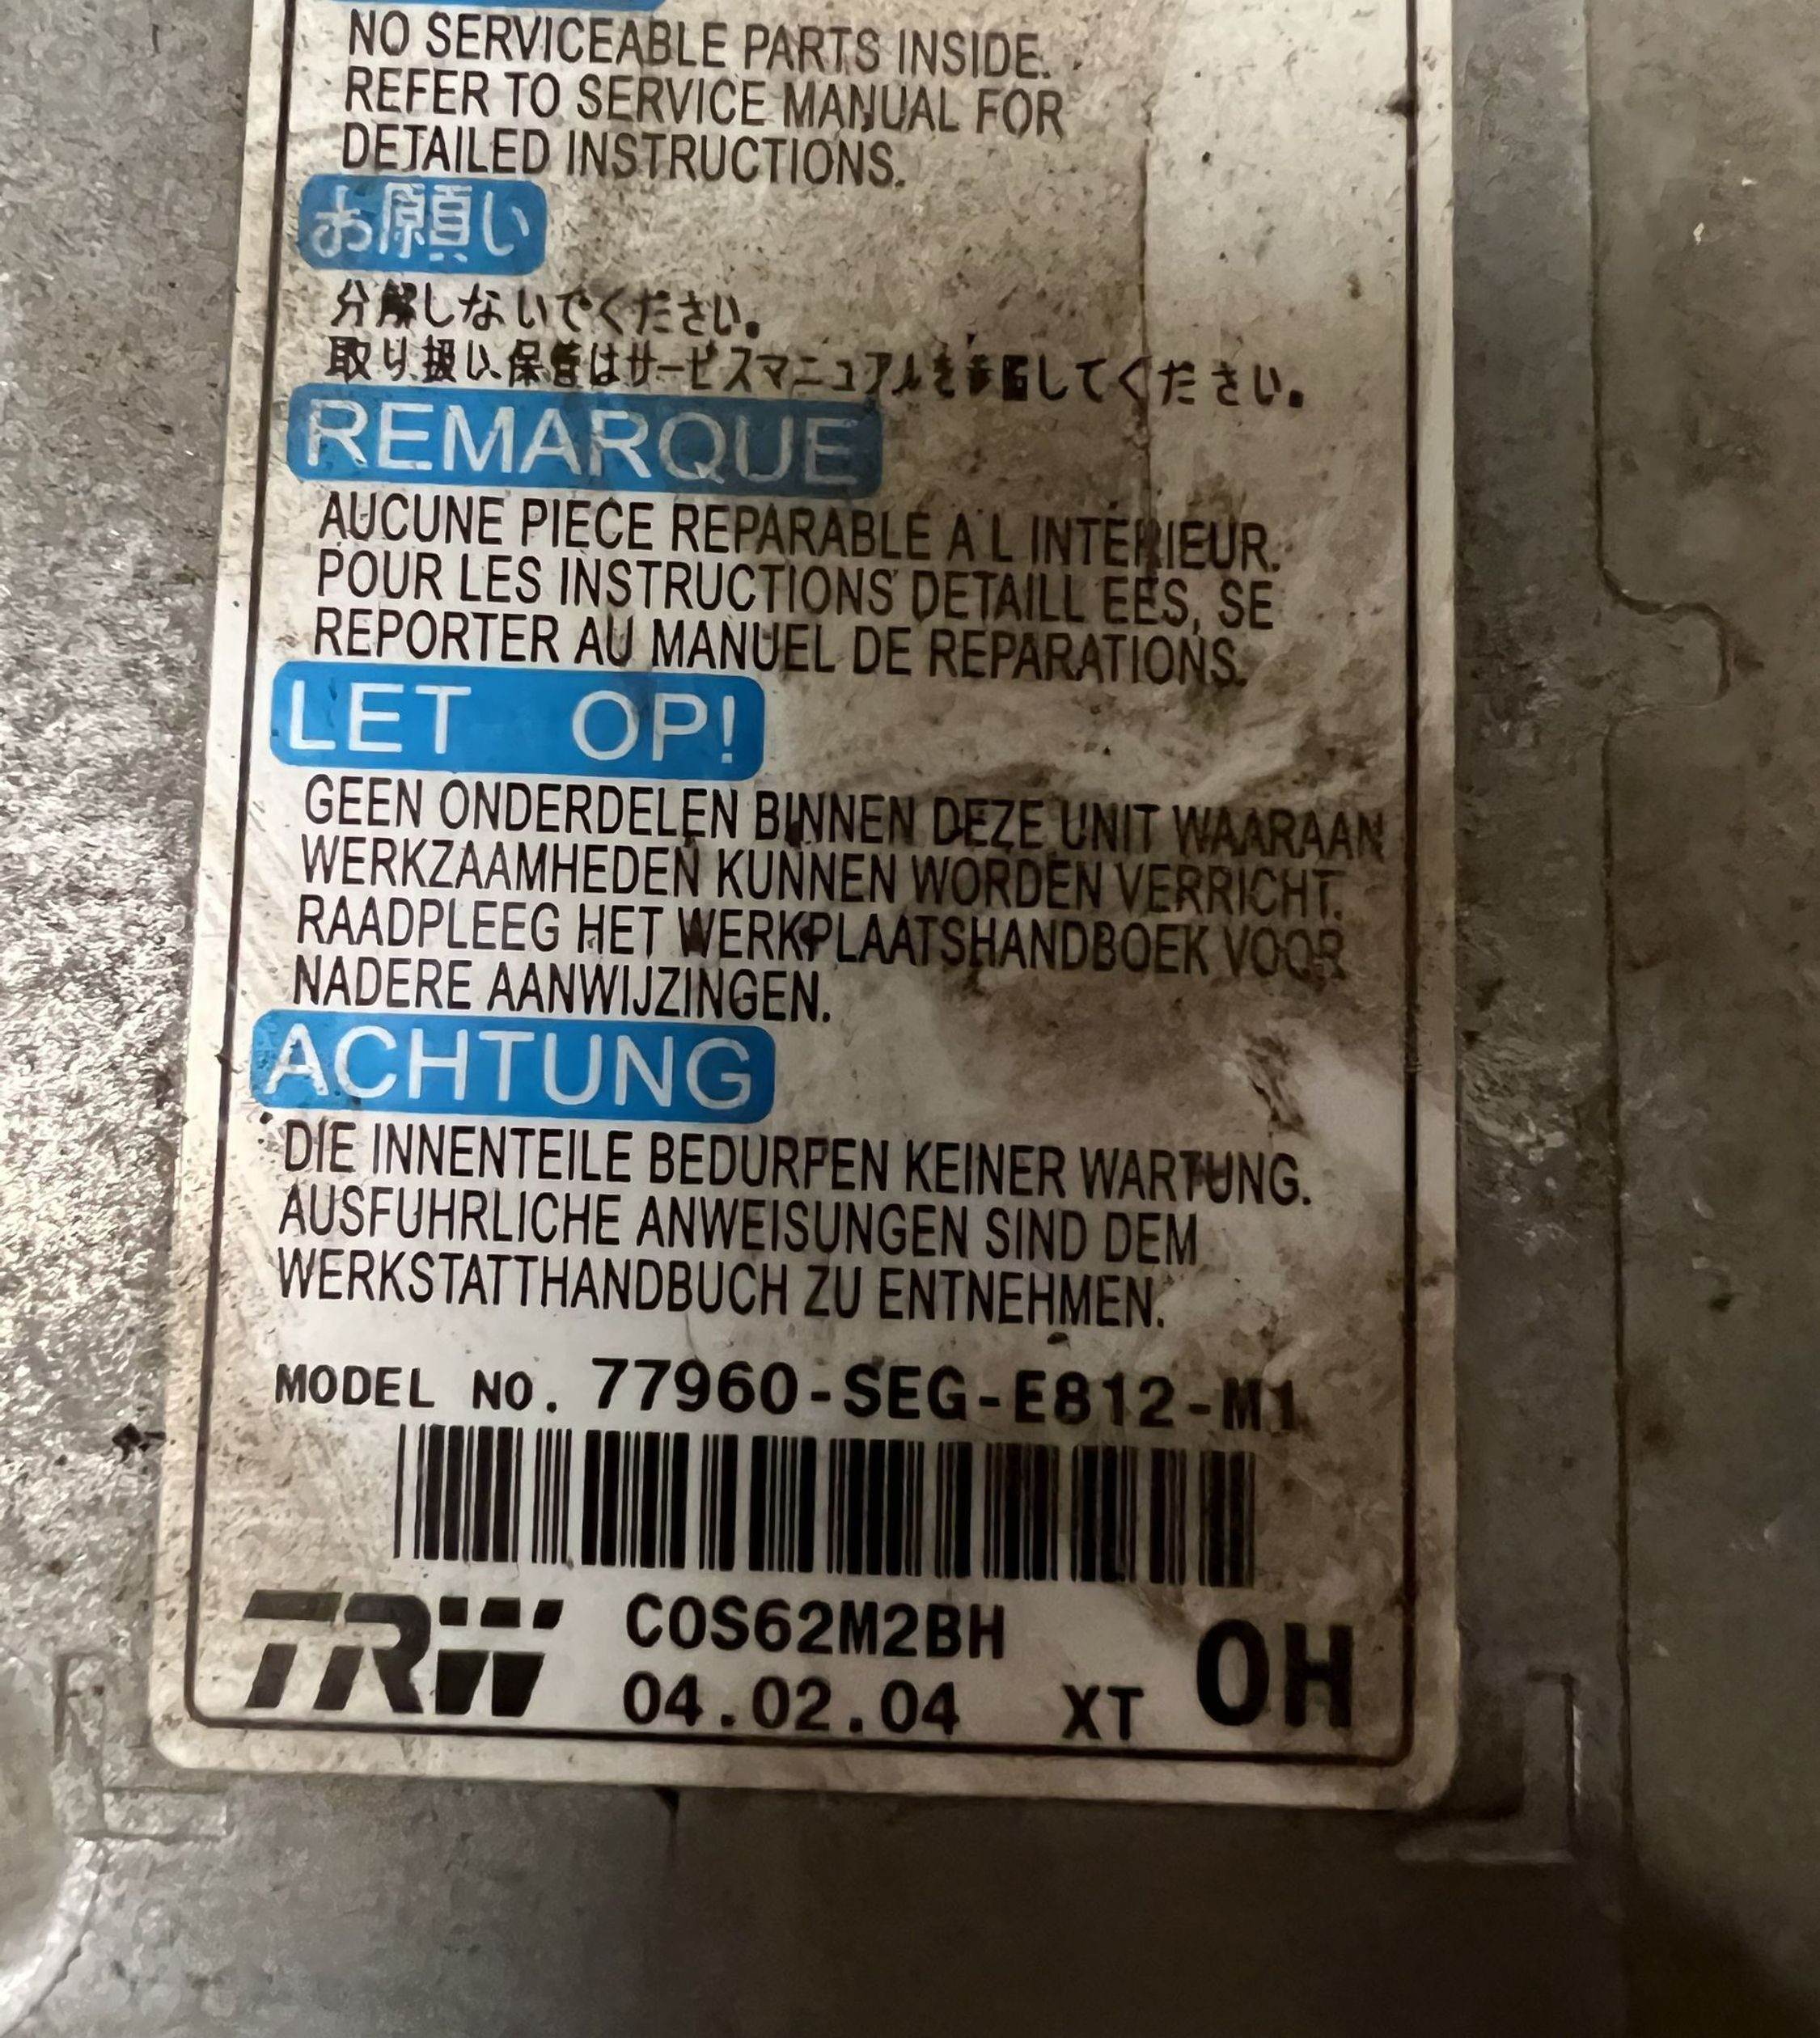 NO SERVICEABLE PARTS INSIDE.
REFER TO SERVICE MANUAL FOR
DETAILED INSTRUCTIONS.
お願い
分解しないでください。
取り扱い、保管はサービスマニュアルを参照してください。
REMARQUE
AUCUNE PIECE REPARABLE A L INTERIEUR.
POUR LES INSTRUCTIONS DETAILL EES, SE
REPORTER AU MANUEL DE REPARATIONS.
LET OP!
GEEN ONDERDELEN BINNEN DEZE UNIT WAARAAN
WERKZAAMHEDEN KUNNEN WORDEN VERRICHT.
RAADPLEEG HET WERKPLAATSHANDBOEK VOOR
NADERE AANWIJZINGEN.
ACHTUNG
DIE INNENTEILE BEDURFEN KEINER WARTUNG.
AUSFUHRLICHE ANWEISUNGEN SIND DEM
WERKSTATTHANDBUCH ZU ENTNEHMEN.
MODEL NO. 77960-SEG-E812-M1
TRW COS62M2BH
04.02.04 XT OH